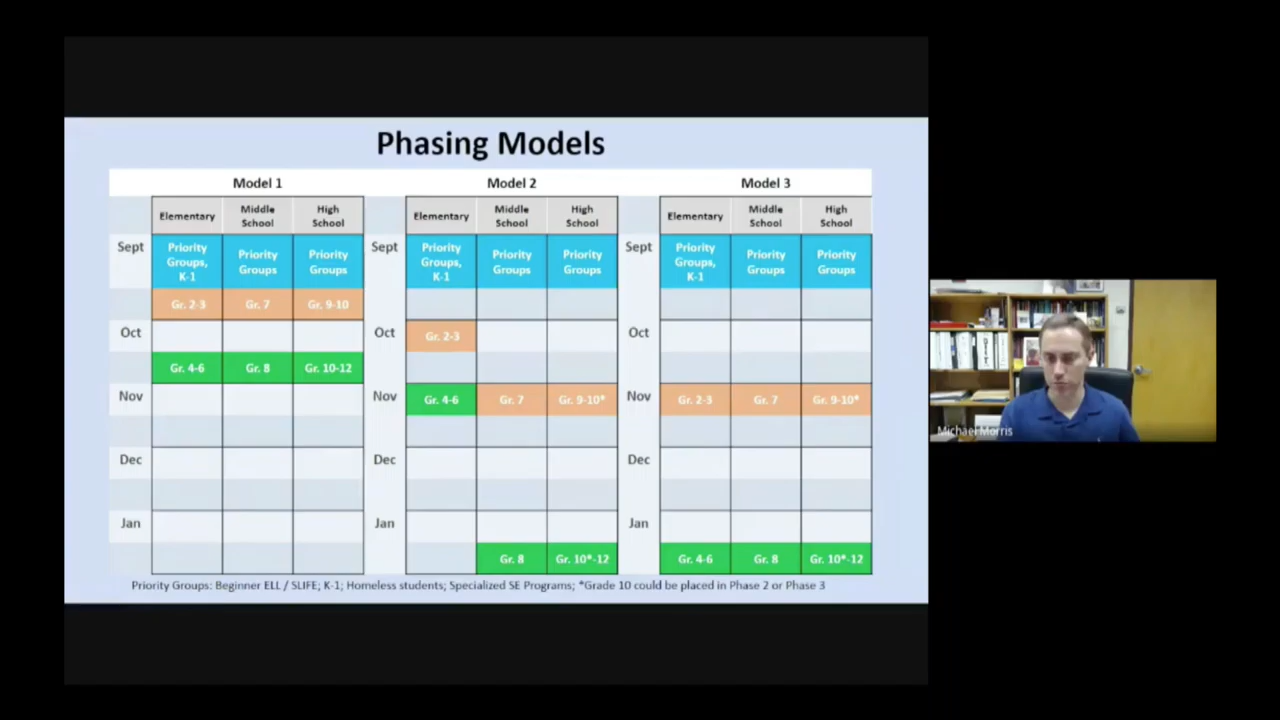 Phasing Models
Model 1 Model 2 Model 3
Elementary Middle School High School Elementary Middle School High School Elementary Middle School High School
Sept Priority Groups, K-1 Priority Groups Priority Groups Sept Priority Groups, K-1 Priority Groups Priority Groups Sept Priority Groups, K-1 Priority Groups Priority Groups
Gr. 2-3 Gr. 7 Gr. 9-10
Oct Oct Gr. 2-3 Oct
Gr. 4-6 Gr. 8 Gr. 10-12
Nov Nov Gr. 4-6 Gr. 7 Gr. 9-10* Nov Gr. 2-3 Gr. 7 Gr. 9-10*
Dec Dec Dec
Jan Jan Jan
Gr. 8 Gr. 10*-12 Gr. 4-6 Gr. 8 Gr. 10*-12
Priority Groups: Beginner ELL / SLIFE; K-1; Homeless students; Specialized SE Programs; *Grade 10 could be placed in Phase 2 or Phase 3
Michael Morris